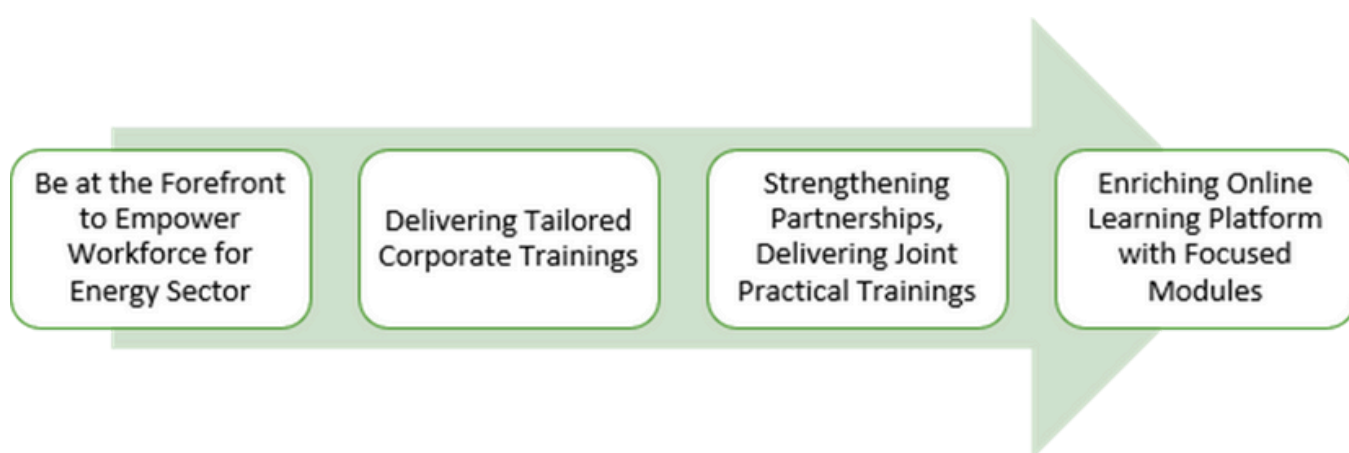 Be at the Forefront
to Empower
Workforce for
Energy Sector
Delivering Tailored
Corporate Trainings
Strengthening
Partnerships,
Delivering Joint
Practical Trainings
Enriching Online
Learning Platform
with Focused
Modules